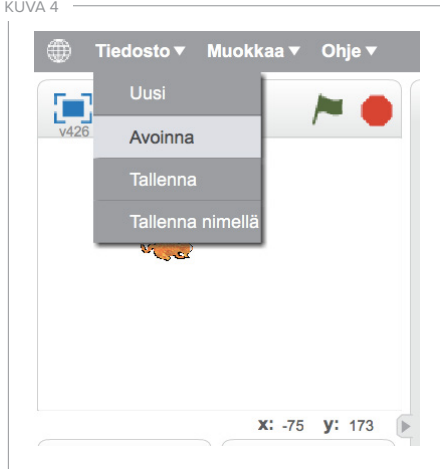 KUVA 4
Tiedosto▼ Muokkaa▼ Ohje▼
Uusi
v426
Avoinna
Tallenna
Tallenna nimellä
x: -75 y: 173